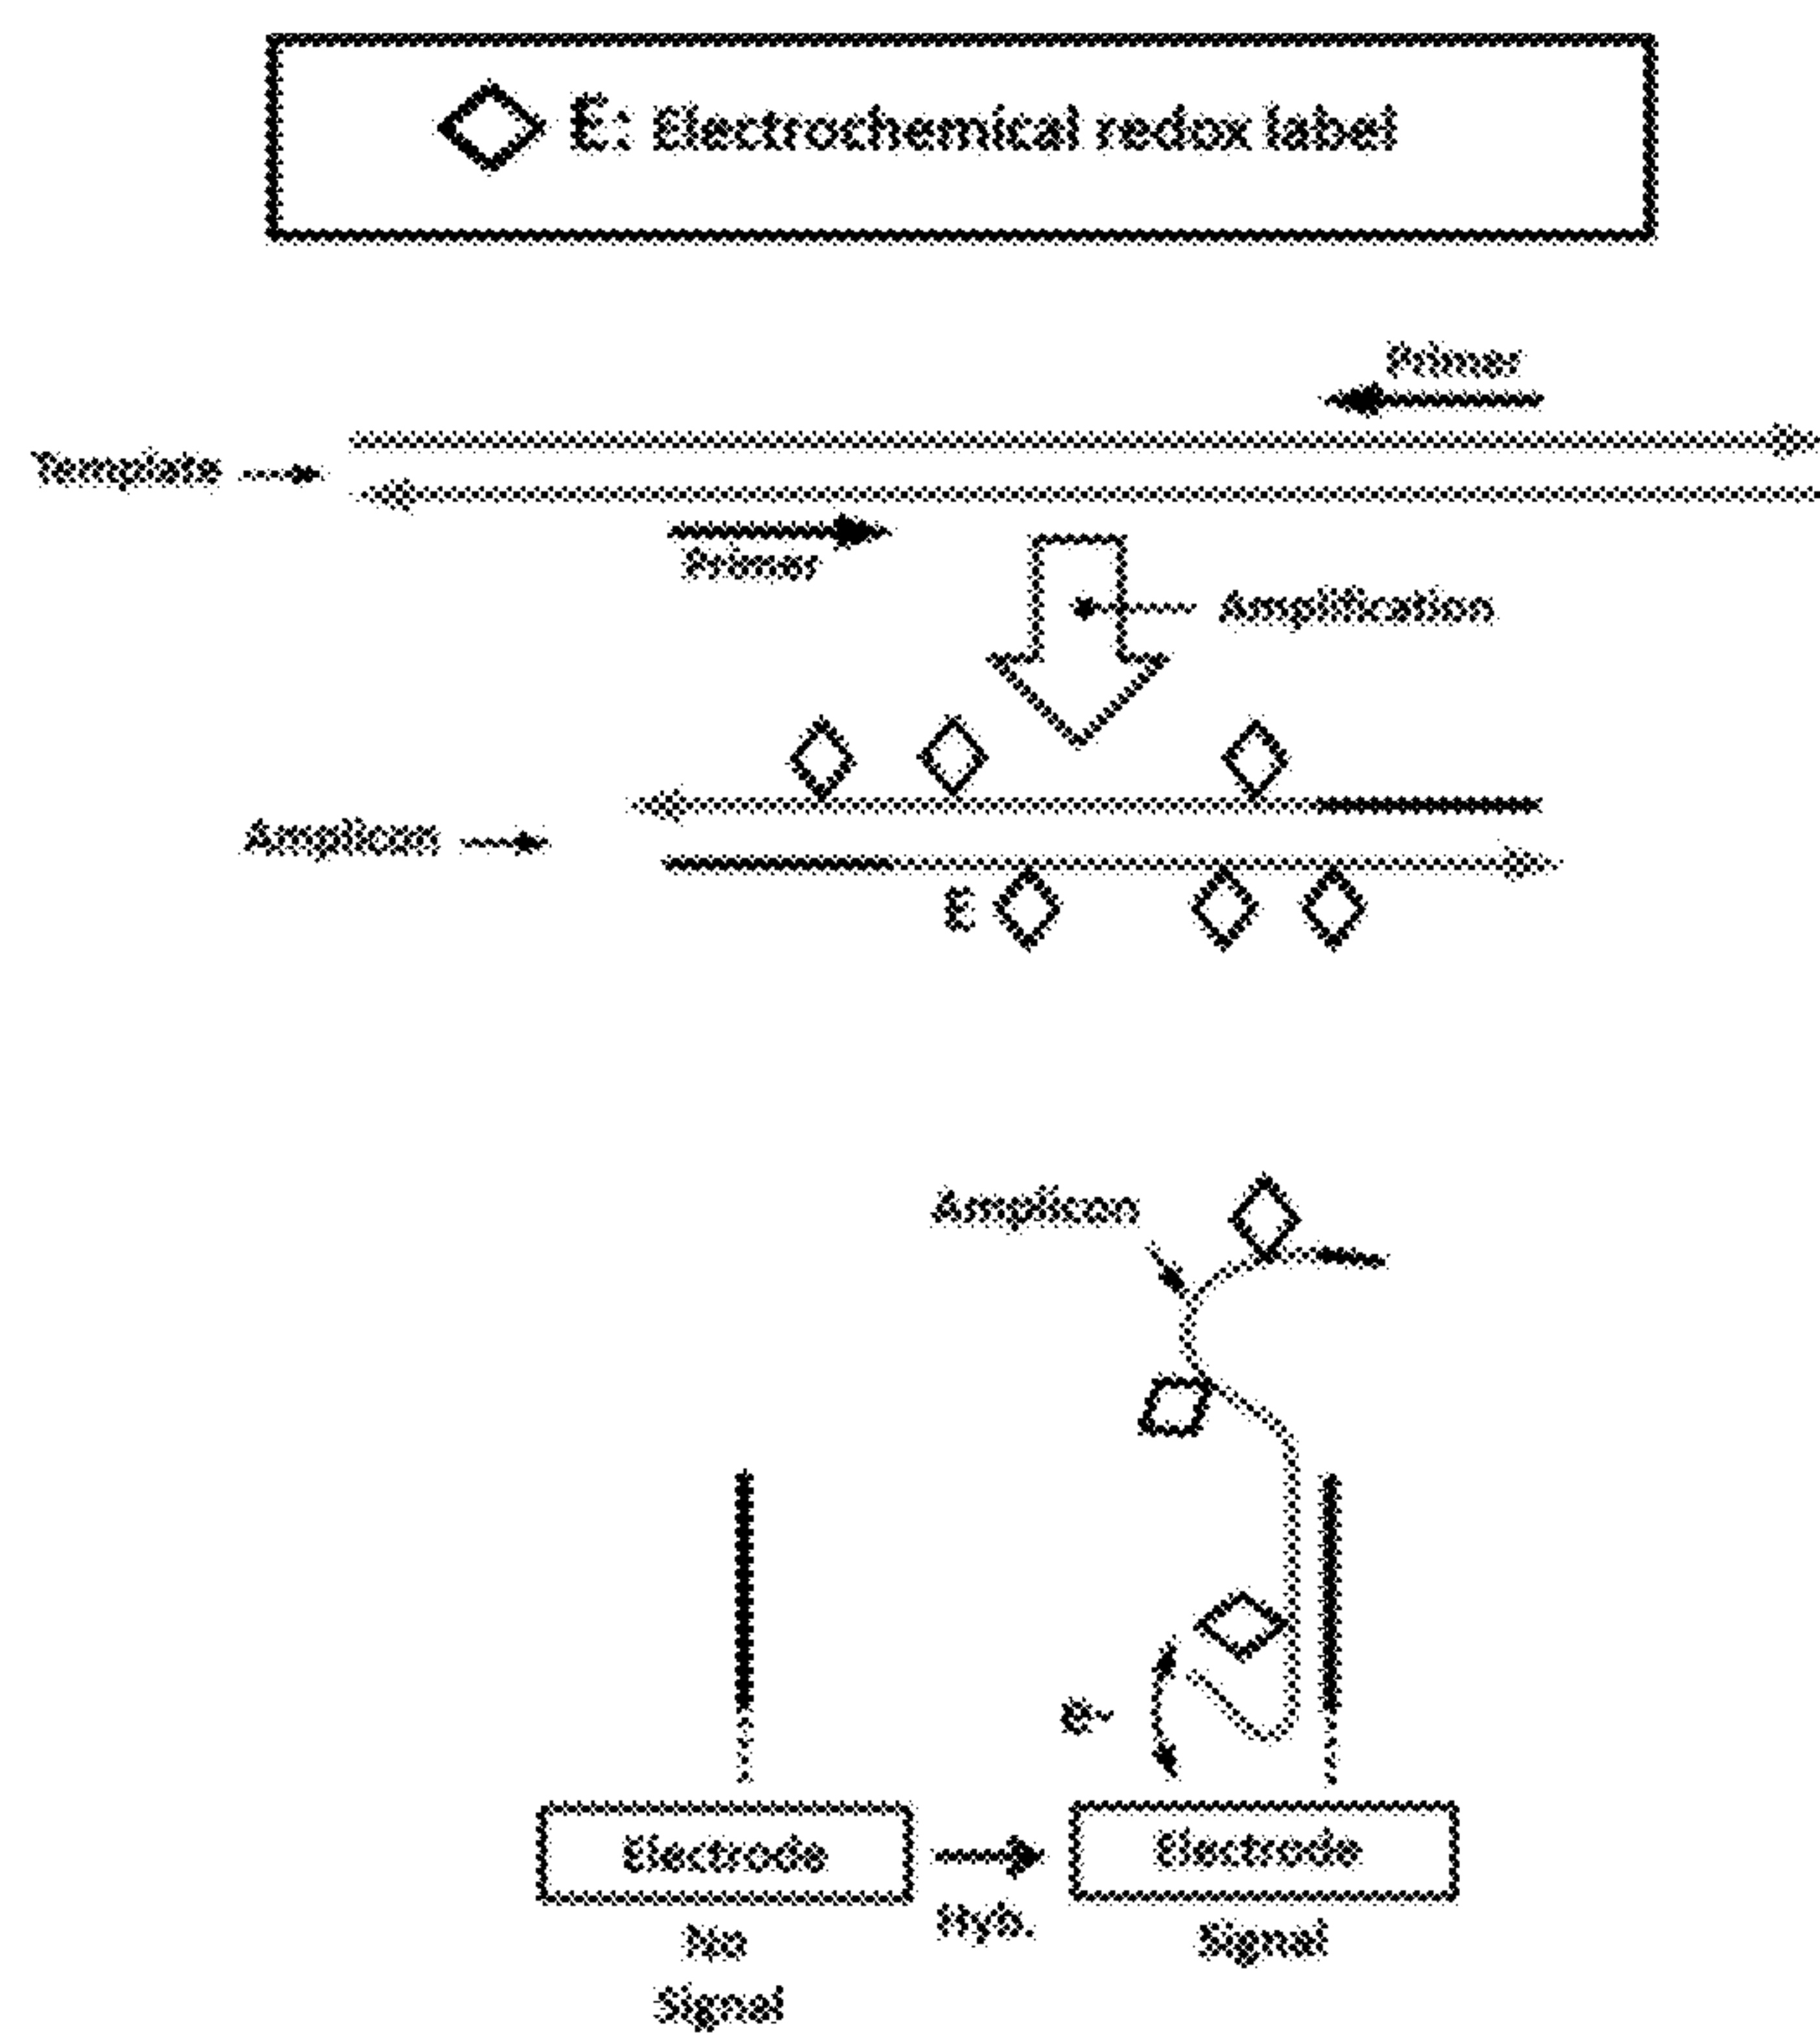 E: Electrochemical redox label
Primer
Template
Primer
Amplification
Amplicon
E
Amplicon
e-
Electrode
Electrode
Hyb.
No
Signal
Signal